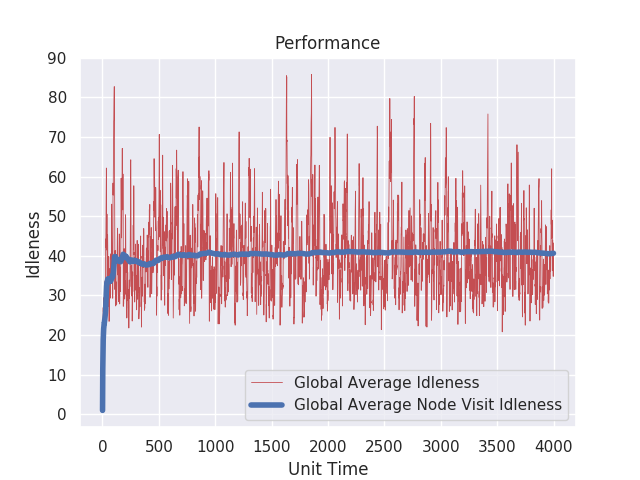 Performance
90
80
70
60
50
40
30
20
10
0
Idleness
0 500 1000 1500 2000 2500 3000 3500 4000
Unit Time
Global Average Idleness
Global Average Node Visit Idleness